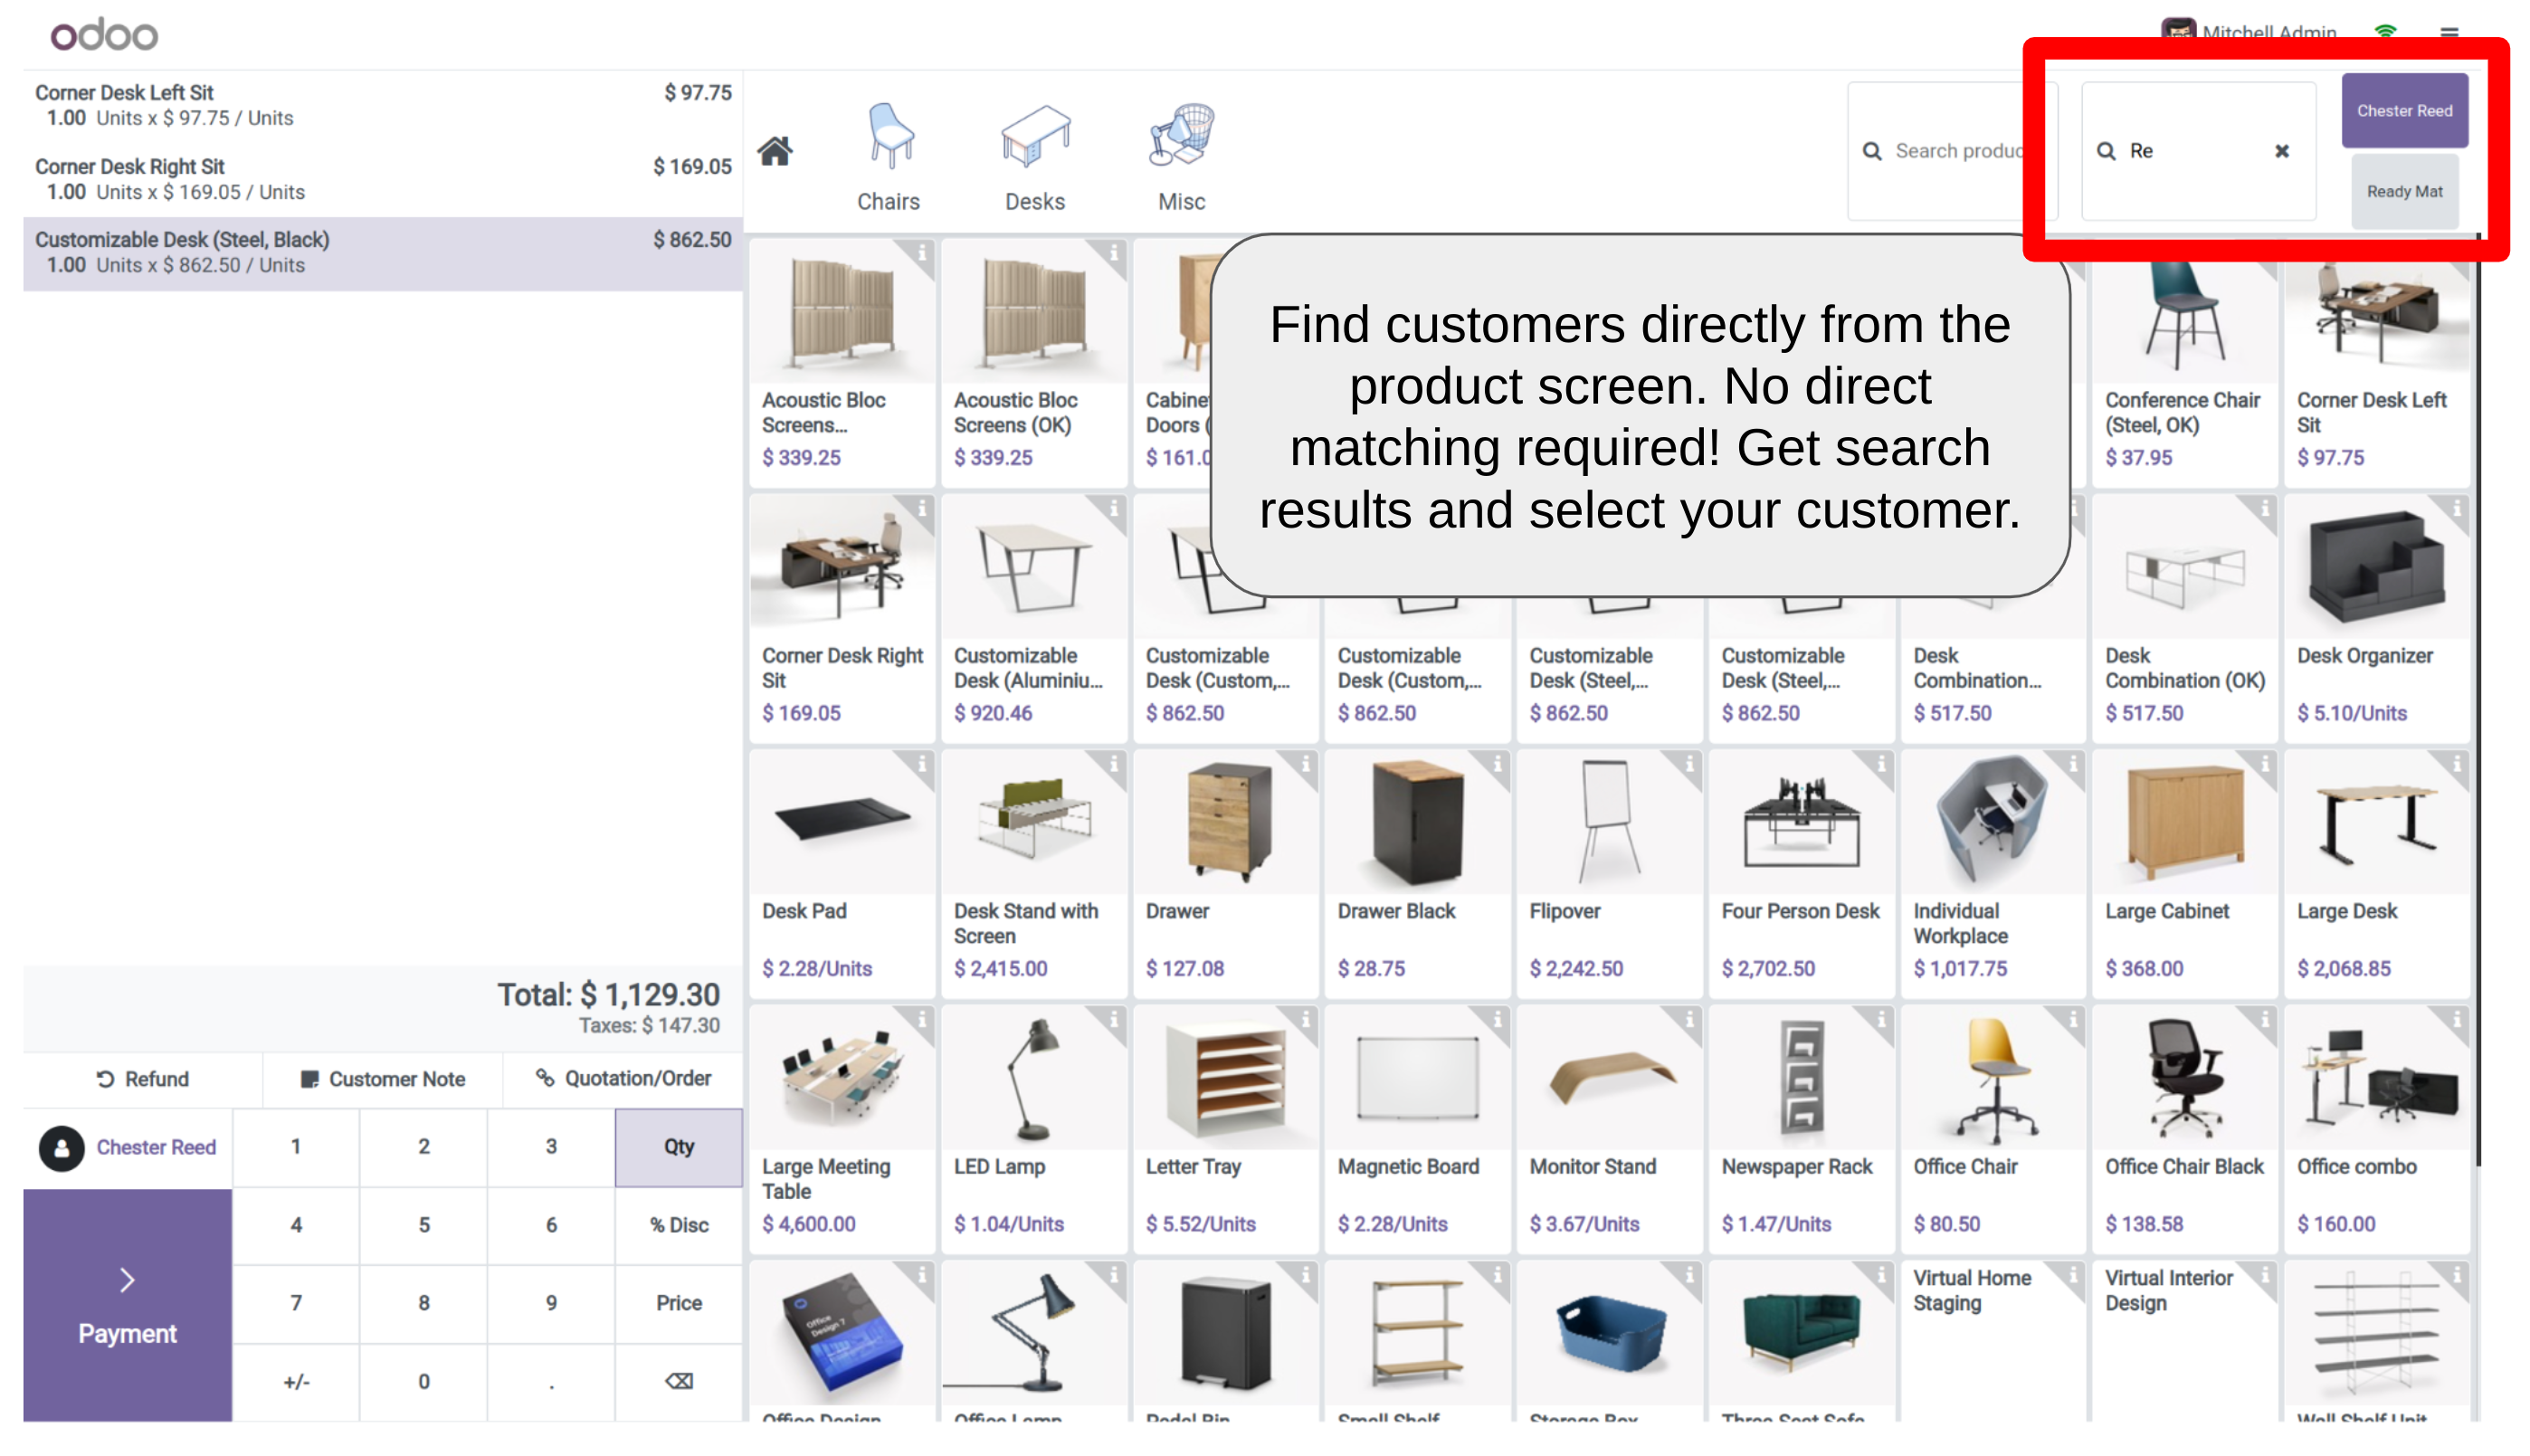 odoo
Mitchell Admin
Corner Desk Left Sit $ 97.75
1.00 Units x $ 97.75 / Units
Corner Desk Right Sit $ 169.05
1.00 Units x $ 169.05 / Units
Customizable Desk (Steel, Black) $ 862.50
1.00 Units x $ 862.50 / Units
Chairs Desks Misc
Search produc
Re
Chester Reed
Ready Mat
Find customers directly from the
product screen. No direct
matching required! Get search
results and select your customer.
Acoustic Bloc
Screens...
$ 339.25
Acoustic Bloc
Screens (OK)
$ 339.25
Cabine
Doors (
$ 161.0
Conference Chair
(Steel, OK)
$ 37.95
Corner Desk Left
Sit
$ 97.75
Corner Desk Right
Sit
$ 169.05
Customizable
Desk (Aluminiu...
$ 920.46
Customizable
Desk (Custom,...
$ 862.50
Customizable
Desk (Custom,...
$ 862.50
Customizable
Desk (Steel,...
$ 862.50
Customizable
Desk (Steel,...
$ 862.50
Desk
Combination...
$ 517.50
Desk
Combination (OK)
$ 517.50
Desk Organizer
$ 5.10/Units
Desk Pad
$ 2.28/Units
Desk Stand with
Screen
$ 2,415.00
Drawer
$ 127.08
Drawer Black
$ 28.75
Flipover
$ 2,242.50
Four Person Desk
$ 2,702.50
Individual
Workplace
$ 1,017.75
Large Cabinet
$ 368.00
Large Desk
$ 2,068.85
Large Meeting
Table
$ 4,600.00
LED Lamp
$ 1.04/Units
Letter Tray
$ 5.52/Units
Magnetic Board
$ 2.28/Units
Monitor Stand
$ 3.67/Units
Newspaper Rack
$ 1.47/Units
Office Chair
$ 80.50
Office Chair Black
$ 138.58
Office combo
$ 160.00
Office
Design 7
Office Design
Office Lamp
Pedal Bin
Small Shelf
Storage Box
Three-Seat Sofa
Virtual Home
Staging
Virtual Interior
Design
Wall Shelf Unit
Total: $ 1,129.30
Taxes: $ 147.30
Refund Customer Note Quotation/Order
Chester Reed
1 2 3 Qty
4 5 6 % Disc
7 8 9 Price
+/- 0 .
Payment